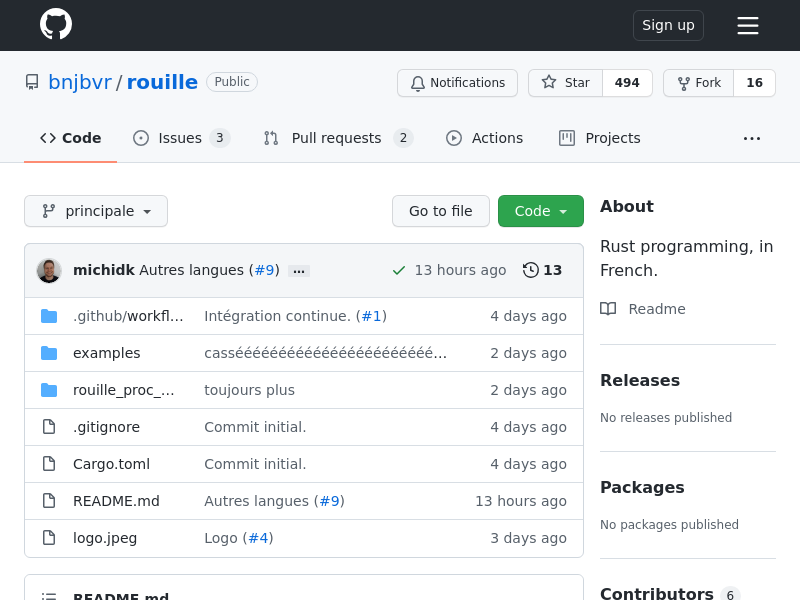 Sign up
bnjbvr / rouille Public
Notifications Star 494 Fork 16
Code Issues 3 Pull requests 2 Actions Projects ...
principale Go to file Code
michidk Autres langues (#9) ... 13 hours ago 13
.github/workfl... Intégration continue. (#1) 4 days ago
examples casséééééééééééééééééééééééé... 2 days ago
rouille_proc_... toujours plus 2 days ago
.gitignore Commit initial. 4 days ago
Cargo.toml Commit initial. 4 days ago
README.md Autres langues (#9) 13 hours ago
logo.jpeg Logo (#4) 3 days ago
README.md
About
Rust programming, in
French.
Readme
Releases
No releases published
Packages
No packages published
Contributors 6